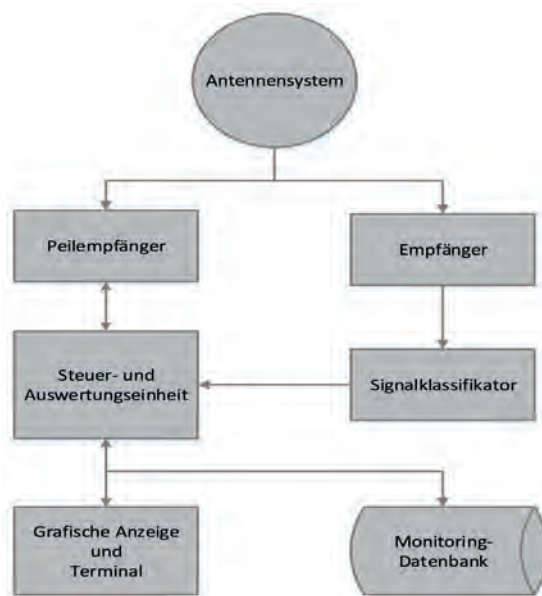 Antennensystem
Peilempfänger
Empfänger
Steuer- und
Auswertungseinheit
Signalklassifikator
Grafische Anzeige
und
Terminal
Monitoring-
Datenbank